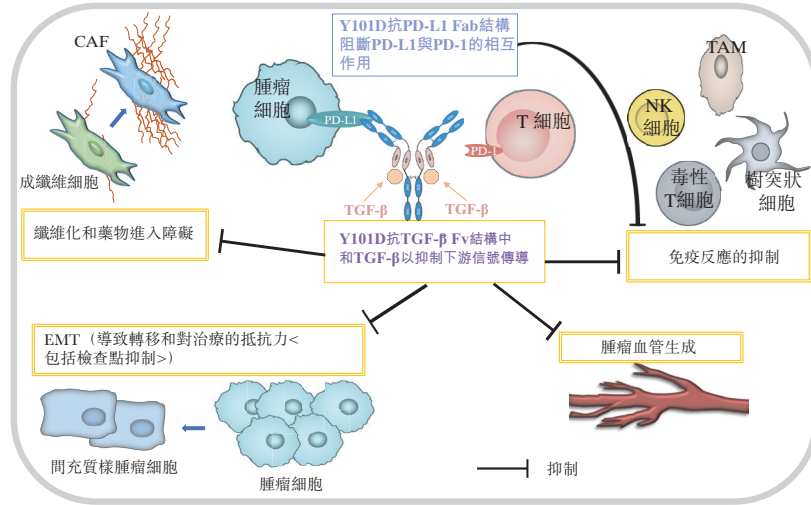 CAF
Y101D抗PD-L1 Fab結構
阻斷PD-L1與PD-1的相互
作用
TAM
腫瘤
細胞
PD-L1
T 細胞
PD-1
NK
細胞
成纖維細胞
毒性
T細胞
樹突狀
細胞
TGF-β
TGF-β
纖維化和藥物進入障礙
Y101D抗TGF-β Fv結構中
和TGF-β以抑制下游信號傳導
免疫反應的抑制
EMT（導致轉移和對治療的抵抗力<
包括檢查點抑制>）
腫瘤血管生成
間充質樣腫瘤細胞
腫瘤細胞
抑制